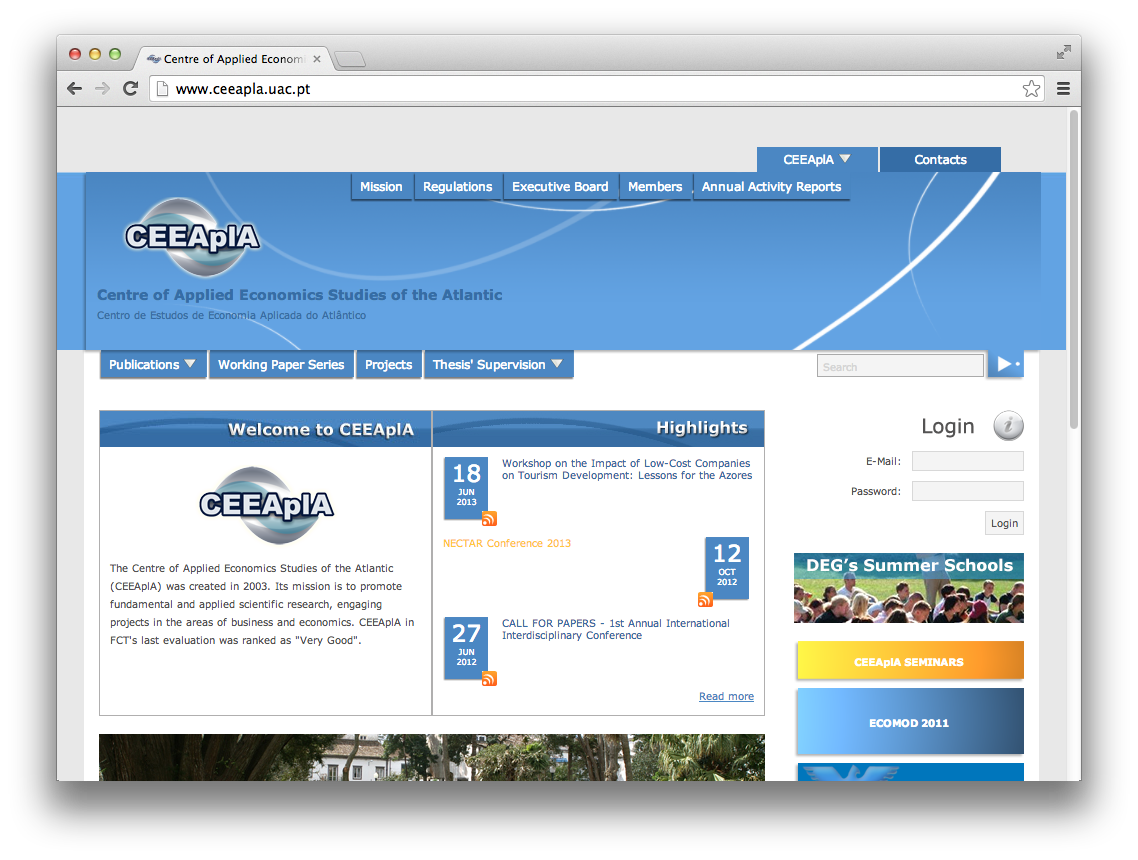 Centre of Applied Econom
www.ceeapla.uac.pt
CEEAplA
Contacts
Mission
Regulations
Executive Board
Members
Annual Activity Reports
CEEAplA
Centre of Applied Economics Studies of the Atlantic
Centro de Estudos de Economia Aplicada do Atlântico
Publications
Working Paper Series
Projects
Thesis' Supervision
Search
Welcome to CEEAplA
CEEAplA
The Centre of Applied Economics Studies of the Atlantic
(CEEAplA) was created in 2003. Its mission is to promote
fundamental and applied scientific research, engaging
projects in the areas of business and economics. CEEAplA in
FCT's last evaluation was ranked as "Very Good".
Highlights
18
JUN
2013
Workshop on the Impact of Low-Cost Companies
on Tourism Development: Lessons for the Azores
NECTAR Conference 2013
12
OCT
2012
27
JUN
2012
CALL FOR PAPERS - 1st Annual International
Interdisciplinary Conference
Read more
Login
i
E-Mail:
Password:
Login
DEG's Summer Schools
CEEAplA SEMINARS
ECOMOD 2011